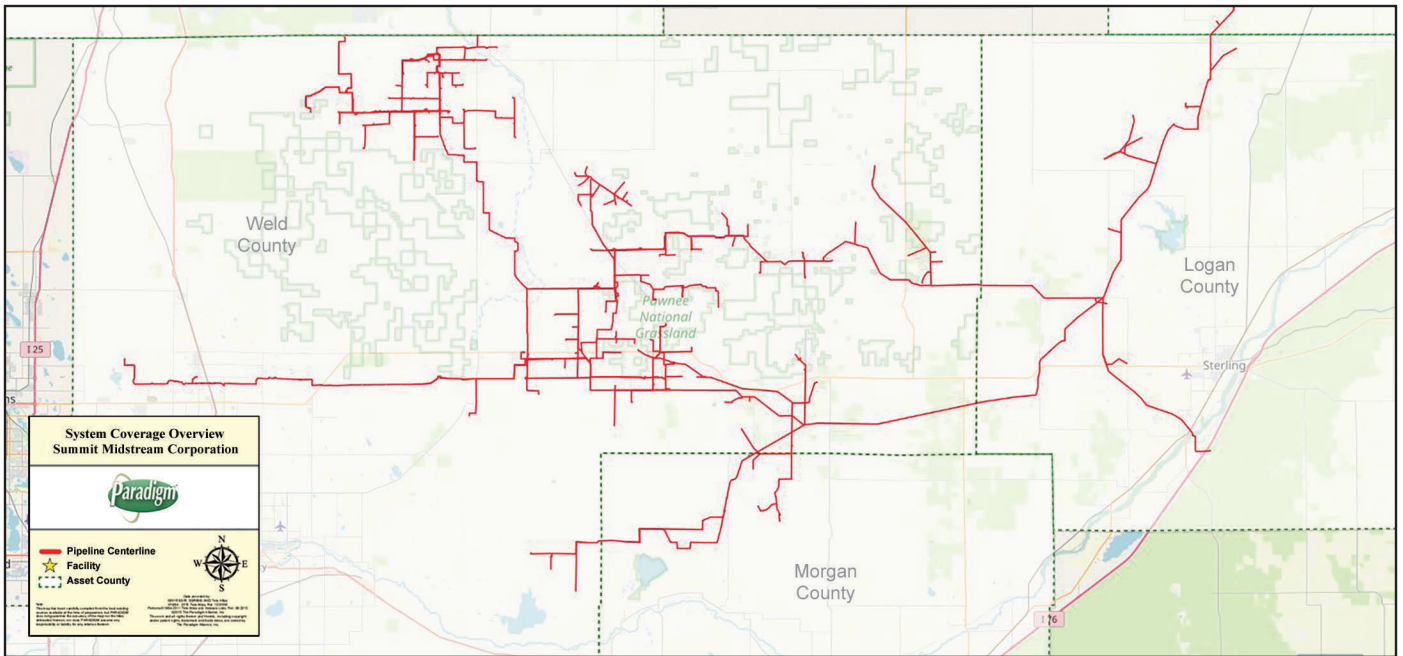 Weld
County
Pawnee
National
Grassland
Logan
County
Sterling
I 25
System Coverage Overview
Summit Midstream Corporation
Paradigm
Pipeline Centerline
Facility
Asset County
N
W
E
S
Morgan
County
I 76